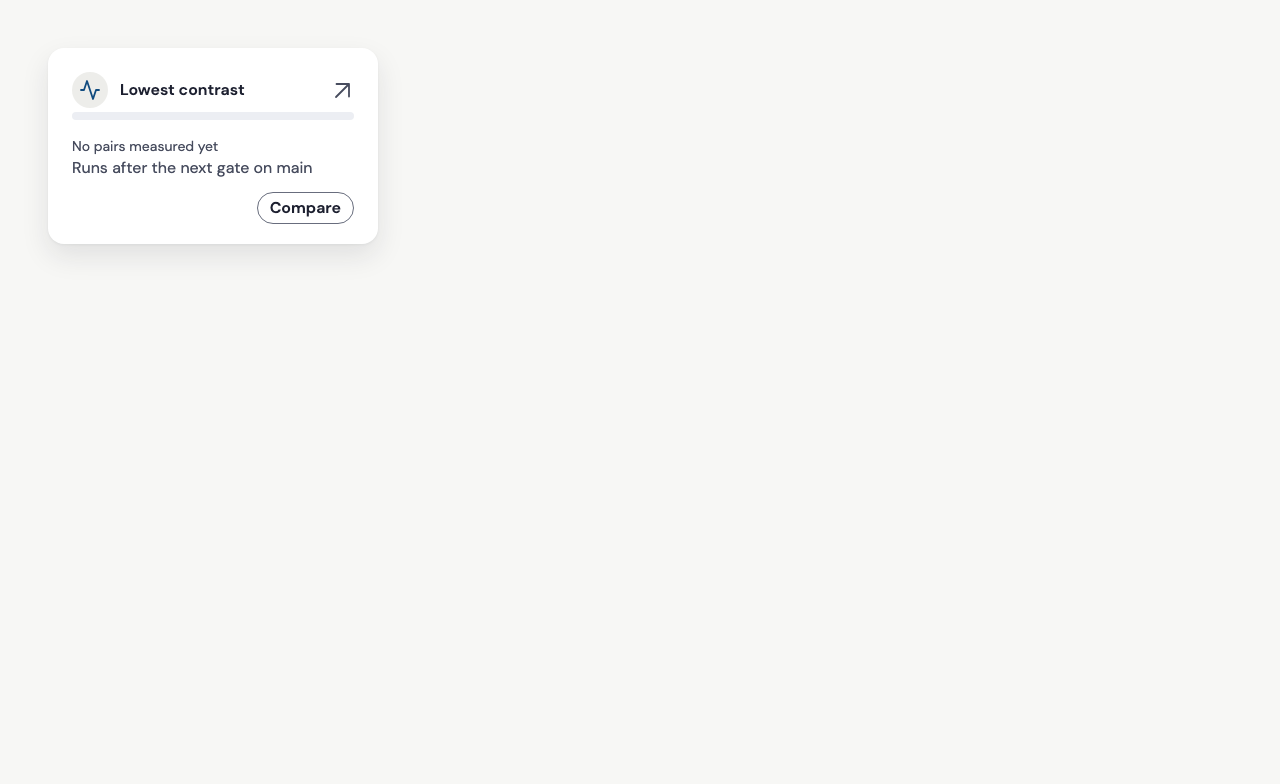 Lowest contrast
No pairs measured yet
Runs after the next gate on main
Compare